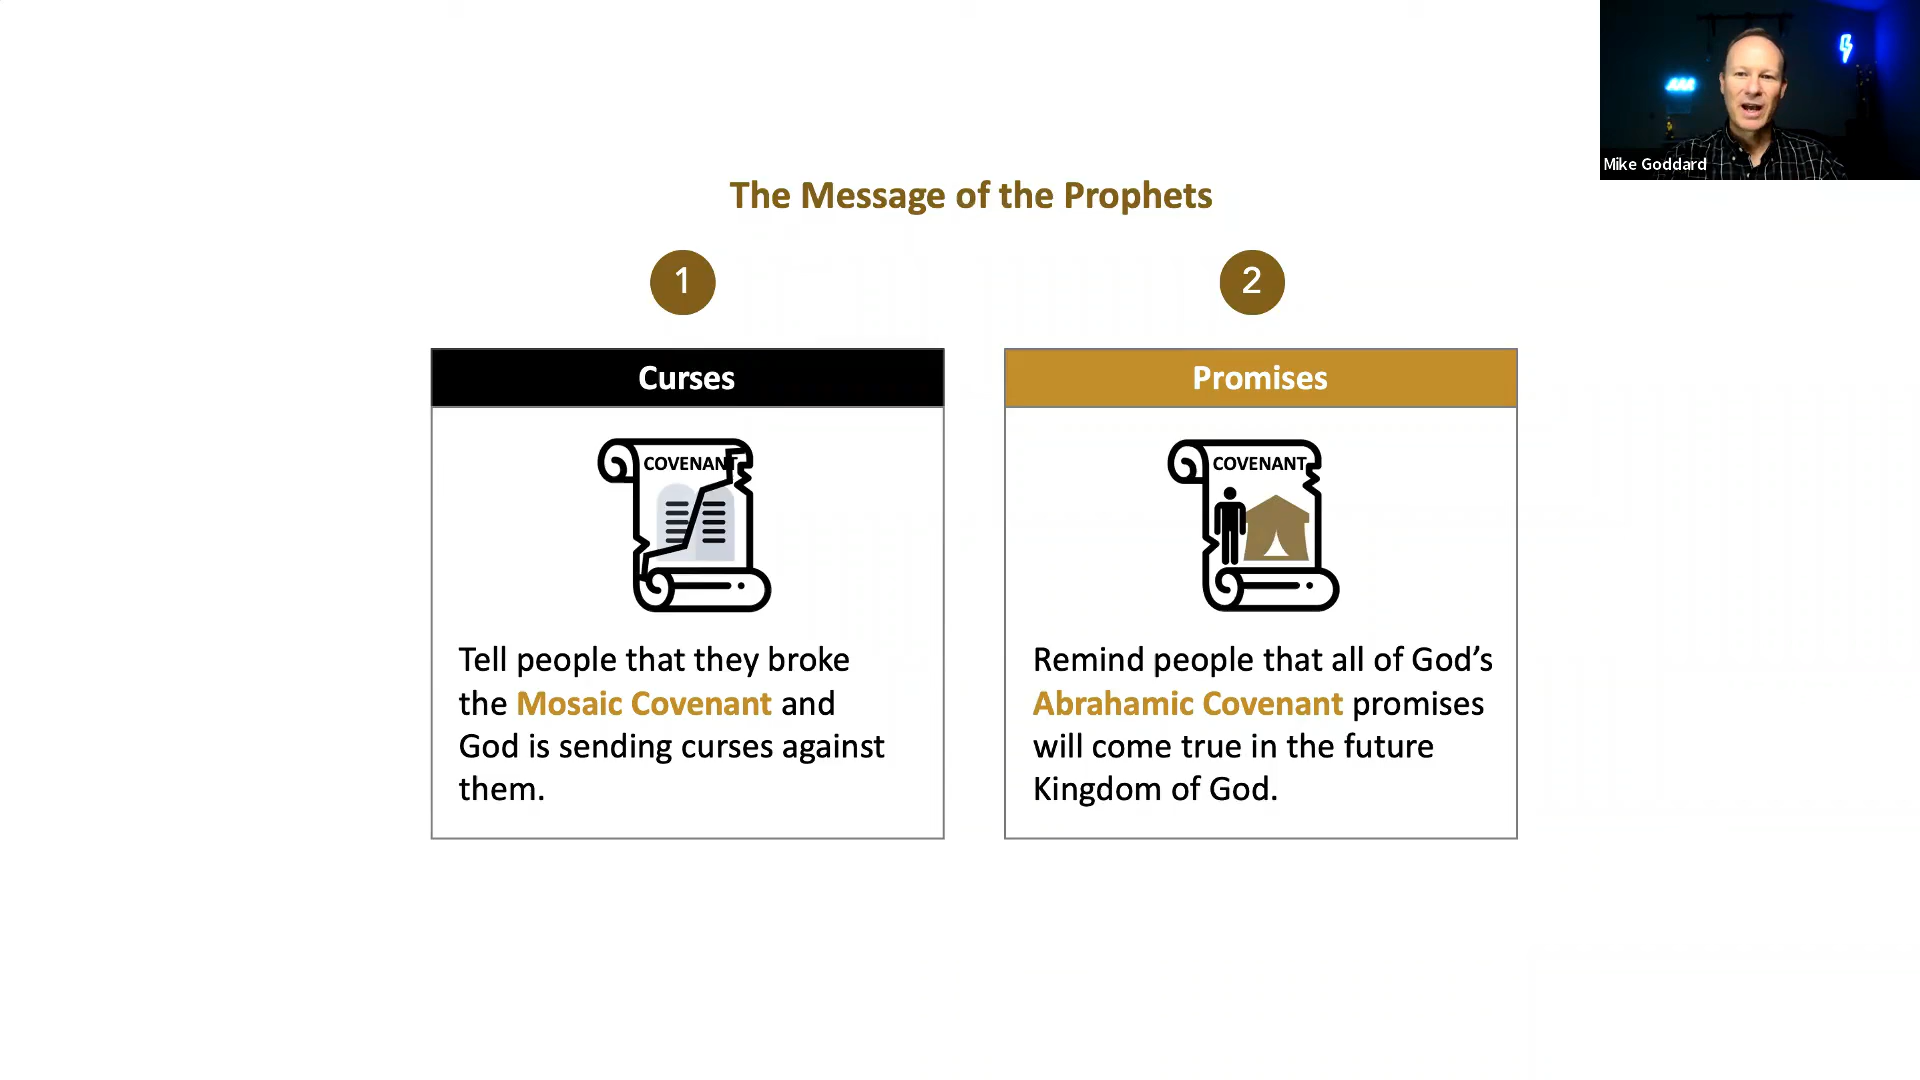 Mike Goddard
The Message of the Prophets
1
2
Curses
Promises
COVENANT
COVENANT
Tell people that they broke
the Mosaic Covenant and
God is sending curses against
them.
Remind people that all of God’s
Abrahamic Covenant promises
will come true in the future
Kingdom of God.